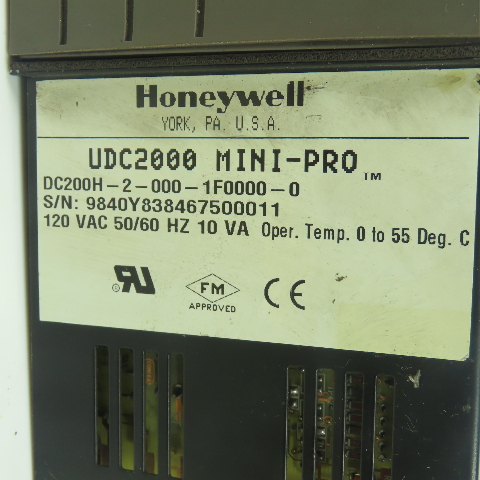 Honeywell
YORK, PA. U.S.A.
UDC2000 MINI-PRO TM
DC200H-2-000-1F0000-0
S/N: 9840Y838467500011
120 VAC 50/60 HZ 10 VA Oper. Temp. 0 to 55 Deg. C
RU ® FM CE
APPROVED